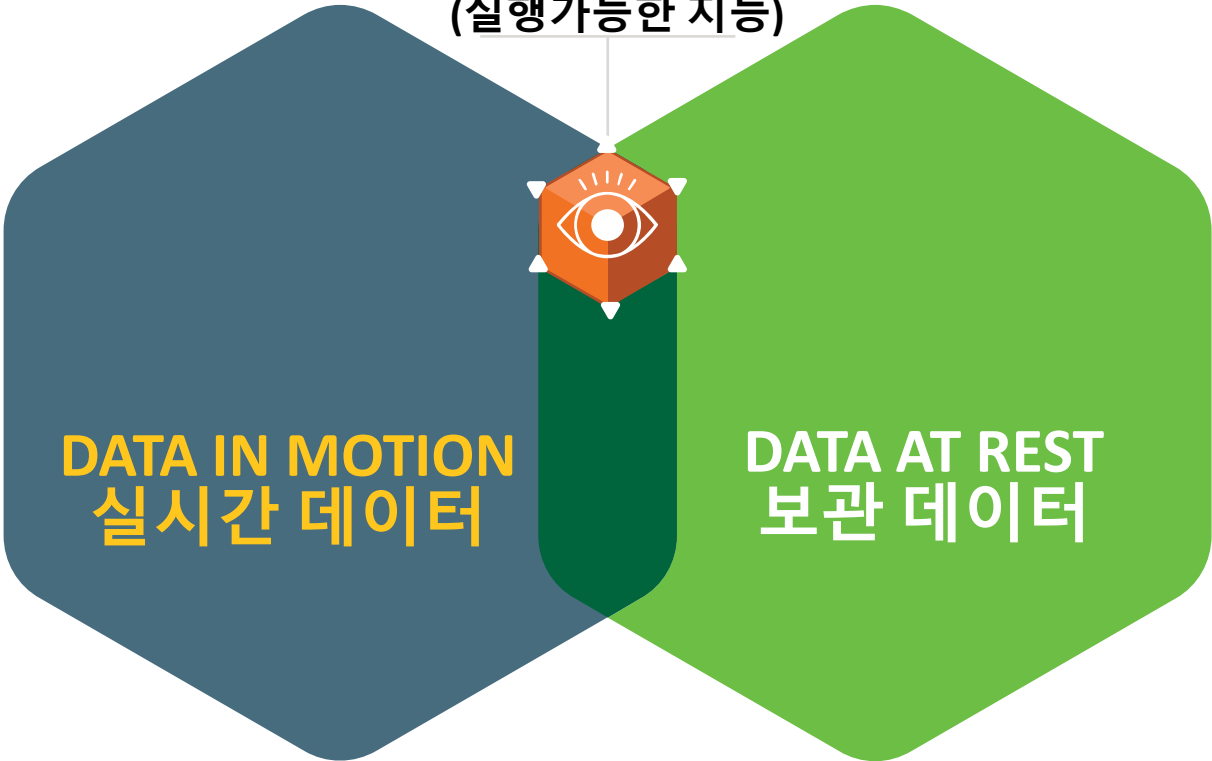 (실행가능한 지능)
DATA IN MOTION
실시간 데이터
DATA AT REST
보관 데이터